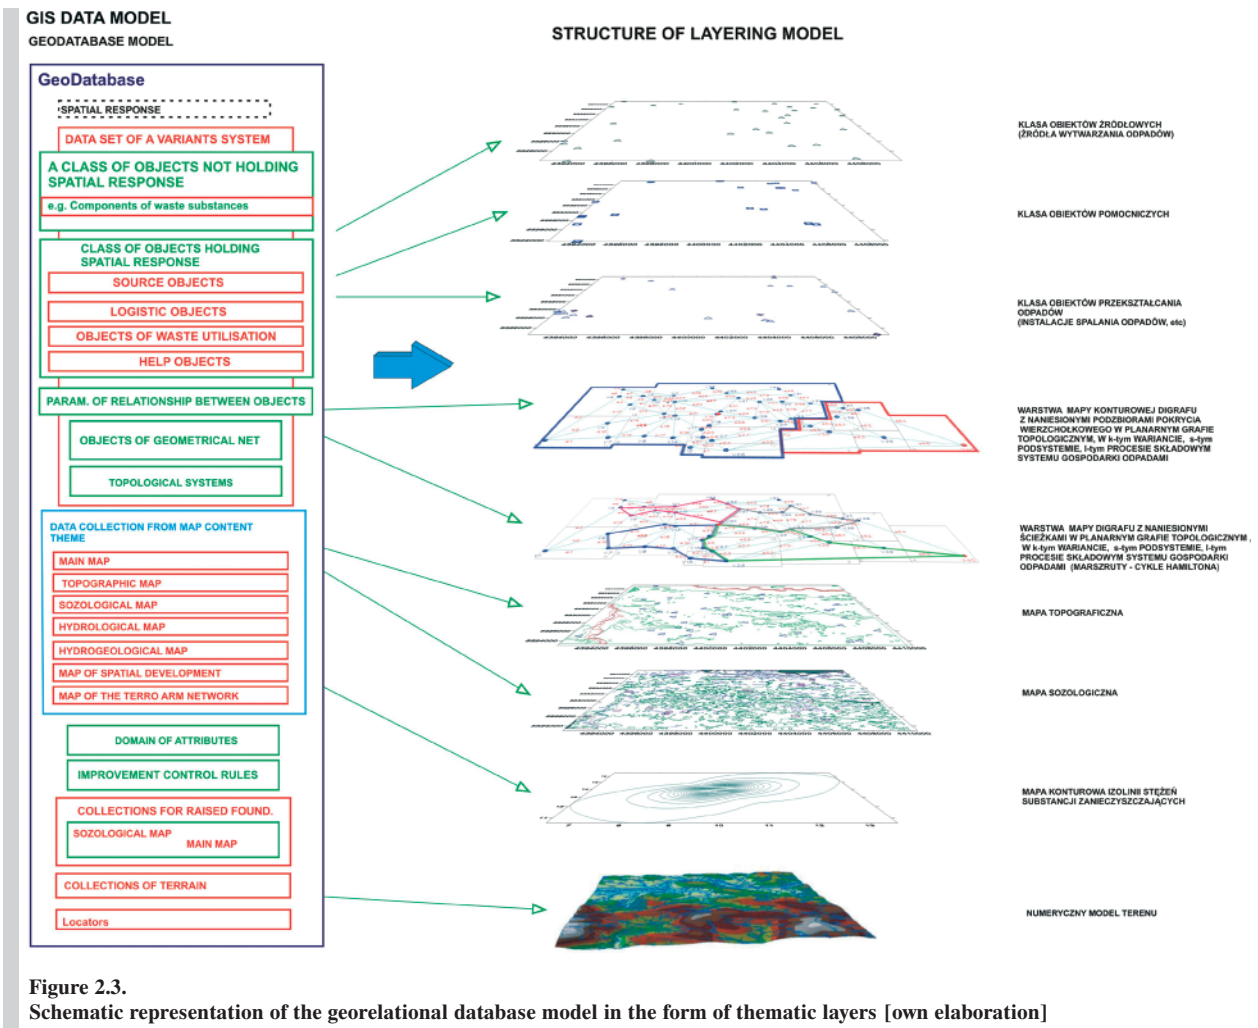 GIS DATA MODEL
GEODATABASE MODEL
STRUCTURE OF LAYERING MODEL
GeoDatabase
SPATIAL RESPONSE
DATA SET OF A VARIANTS SYSTEM
A CLASS OF OBJECTS NOT HOLDING
SPATIAL RESPONSE
e.g. Components of waste substances
CLASS OF OBJECTS HOLDING
SPATIAL RESPONSE
SOURCE OBJECTS
LOGISTIC OBJECTS
OBJECTS OF WASTE UTILISATION
HELP OBJECTS
PARAM. OF RELATIONSHIP BETWEEN OBJECTS
OBJECTS OF GEOMETRICAL NET
TOPOLOGICAL SYSTEMS
DATA COLLECTION FROM MAP CONTENT
THEME
MAIN MAP
TOPOGRAPHIC MAP
SOZOLOGICAL MAP
HYDROLOGICAL MAP
HYDROGEOLOGICAL MAP
MAP OF SPATIAL DEVELOPMENT
MAP OF THE TERRO ARM NETWORK
DOMAIN OF ATTRIBUTES
IMPROVEMENT CONTROL RULES
COLLECTIONS FOR RAISED FOUND.
SOZOLOGICAL MAP
MAIN MAP
COLLECTIONS OF TERRAIN
Locators
KLASA OBIEKTÓW ŹRÓDŁOWYCH
(ŹRÓDŁA WYTWARZANIA ODPADÓW)
KLASA OBIEKTÓW POMOCNICZYCH
KLASA OBIEKTÓW PRZEKSZTAŁCANIA
ODPADÓW
(INSTALACJE SPALANIA ODPADÓW, etc)
WARSTWA MAPY KONTUROWEJ DIGRAFU
Z NANIESIONYMI PODZBIORAMI POKRYCIA
WIERZCHOŁKOWEGO W PLANARNYM GRAFIE
TOPOLOGICZNYM, W k-tym WARIANCIE, s-tym
PODSYSTEMIE, l-tym PROCESIE SKŁADOWYM
SYSTEMU GOSPODARKI ODPADAMI
WARSTWA MAPY DIGRAFU Z NANIESIONYMI
ŚCIEŻKAMI W PLANARNYM GRAFIE TOPOLOGICZNYM ,
W k-tym WARIANCIE, s-tym PODSYSTEMIE, l-tym
PROCESIE SKŁADOWYM SYSTEMU GOSPODARKI
ODPADAMI (MARSZRUTY - CYKLE HAMILTONA)
MAPA TOPOGRAFICZNA
MAPA SOZOLOGICZNA
MAPA KONTUROWA IZOLINII STĘŻEŃ
SUBSTANCJI ZANIECZYSZCZAJĄCYCH
7 8 9 10 11 12 13
NUMERYCZNY MODEL TERENU
Figure 2.3.
Schematic representation of the georelational database model in the form of thematic layers [own elaboration]